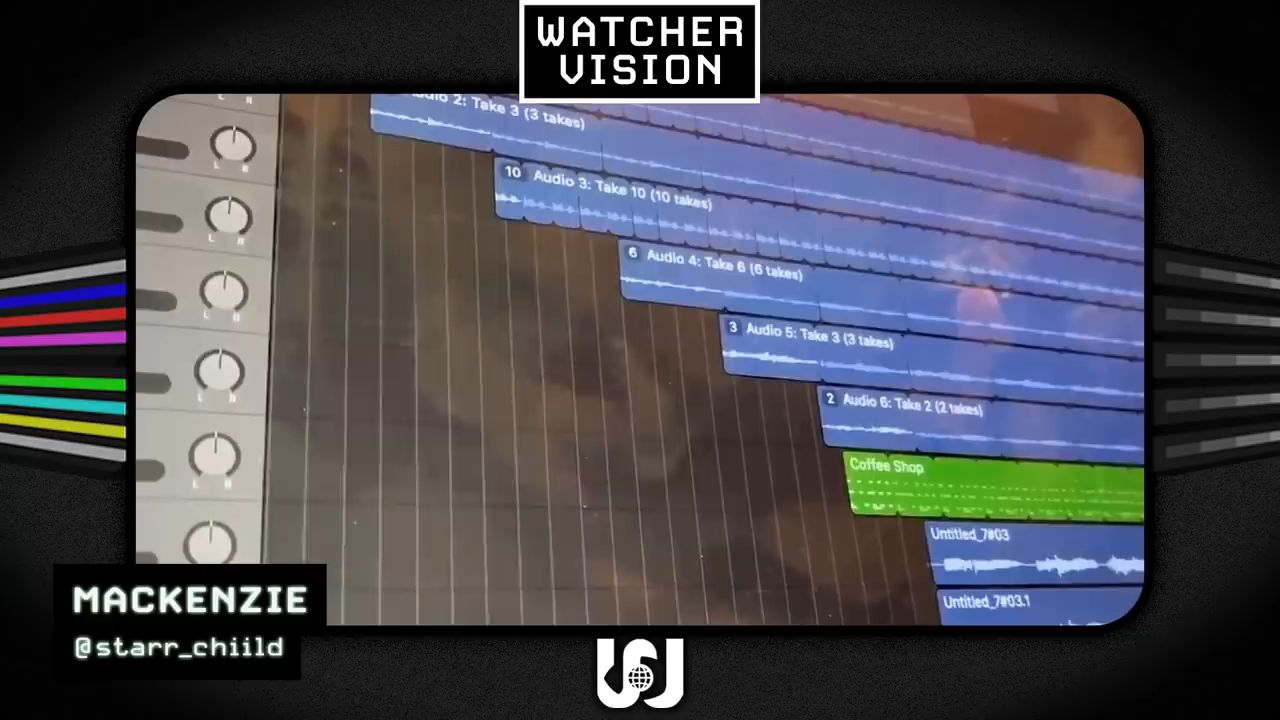 WATCHER
VISION
Audio 2: Take 3 (3 takes)
10 Audio 3: Take 10 (10 takes)
6 Audio 4: Take 6 (6 takes)
3 Audio 5: Take 3 (3 takes)
2 Audio 6: Take 2 (2 takes)
Coffee Shop
Untitled_7#03
Untitled_7#03.1
L R
L R
L R
L R
L R
L R
MACKENZIE
@starr_chiild
W